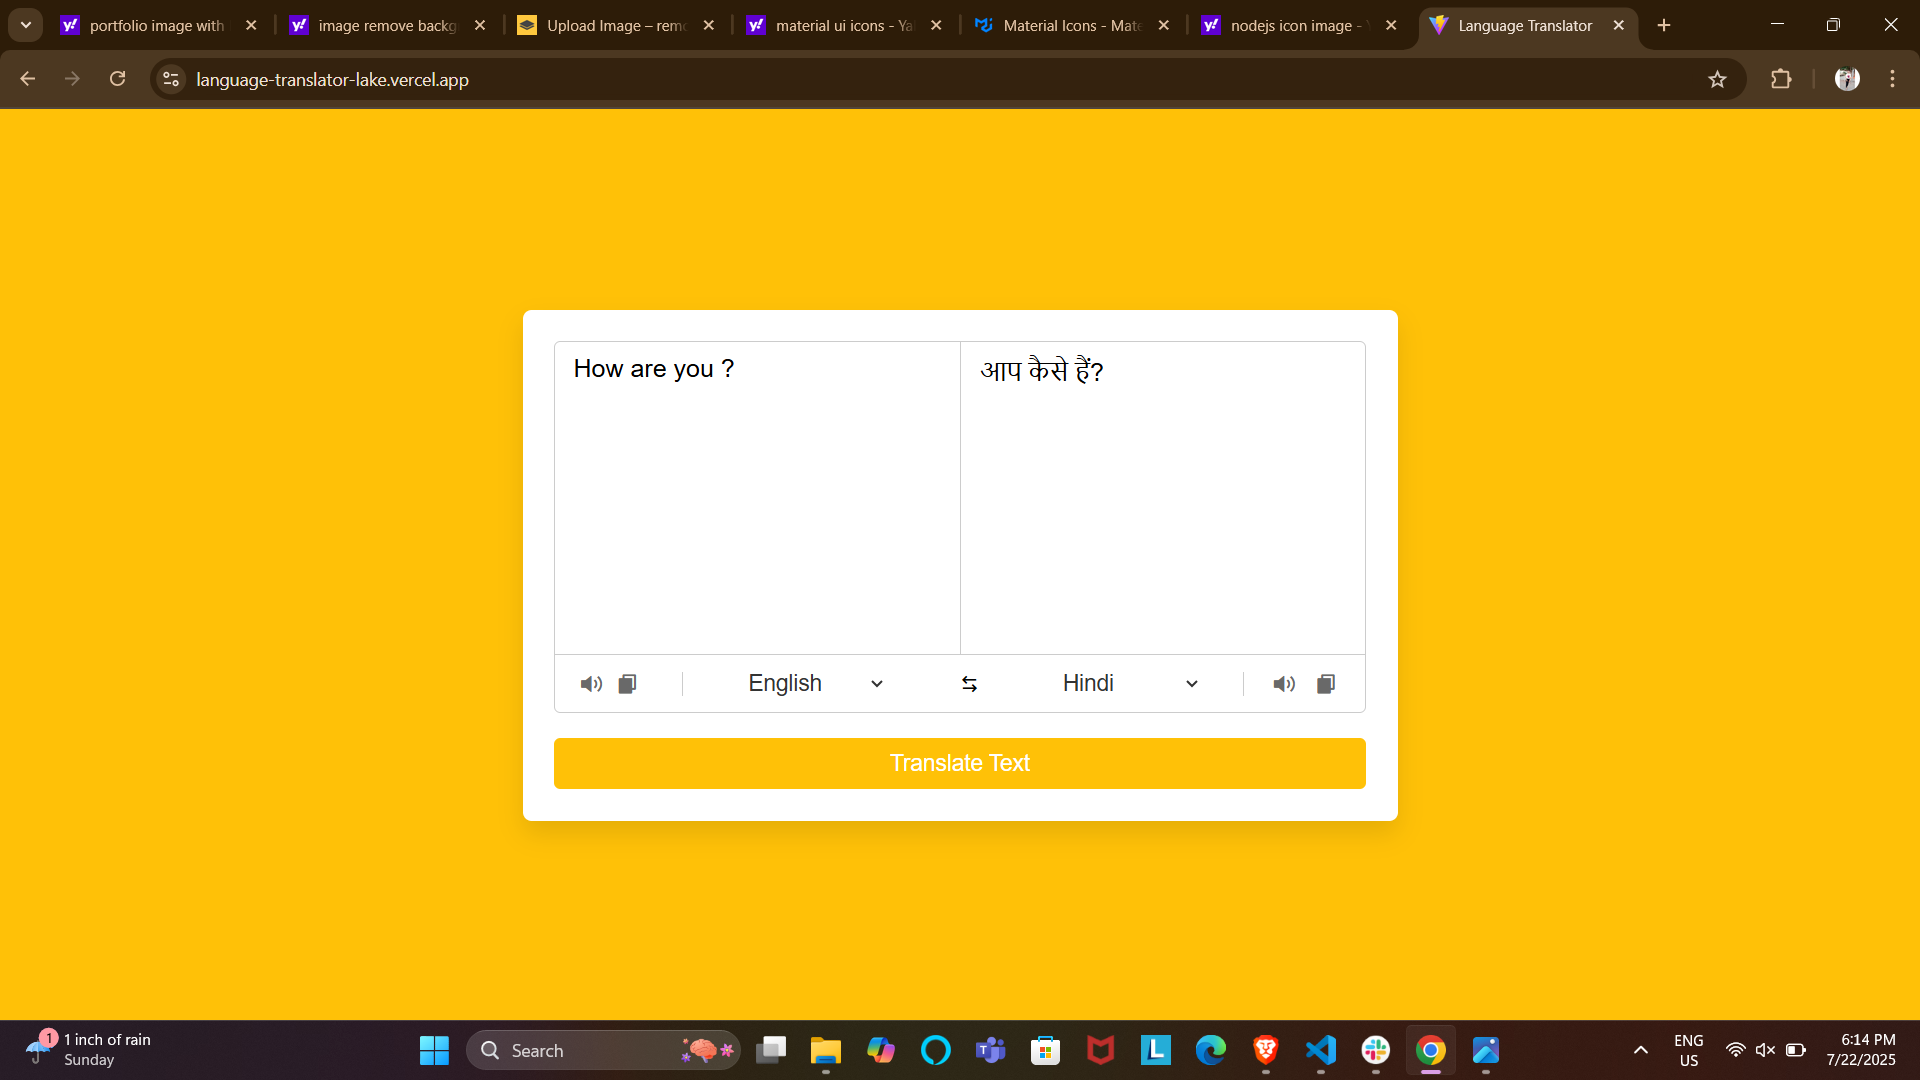 portfolio image with
image remove backg
Upload Image – rem
material ui icons - Ya
Material Icons - Mate
nodejs icon image -
Language Translator
language-translator-lake.vercel.app
How are you ?
आप कैसे हैं?
English
Hindi
Translate Text
1
1 inch of rain
Sunday
Search
ENG
US
6:14 PM
7/22/2025